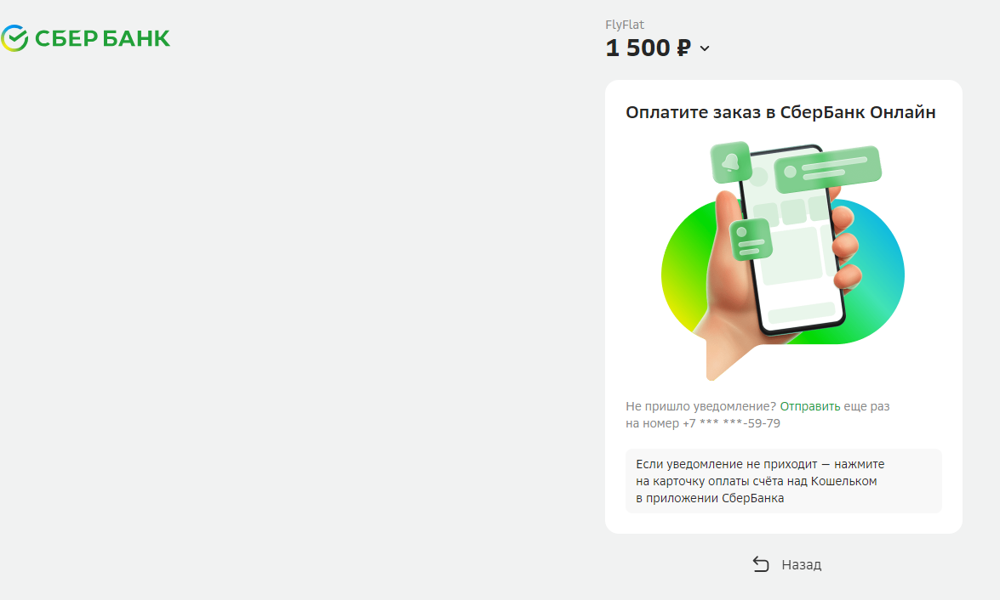 СБЕР БАНК
FlyFlat
1 500 ₽
Оплатите заказ в СберБанк Онлайн
Не пришло уведомление? Отправить еще раз
на номер +7 *** ***-59-79
Если уведомление не приходит — нажмите
на карточку оплаты счёта над Кошельком
в приложении СберБанка
Назад